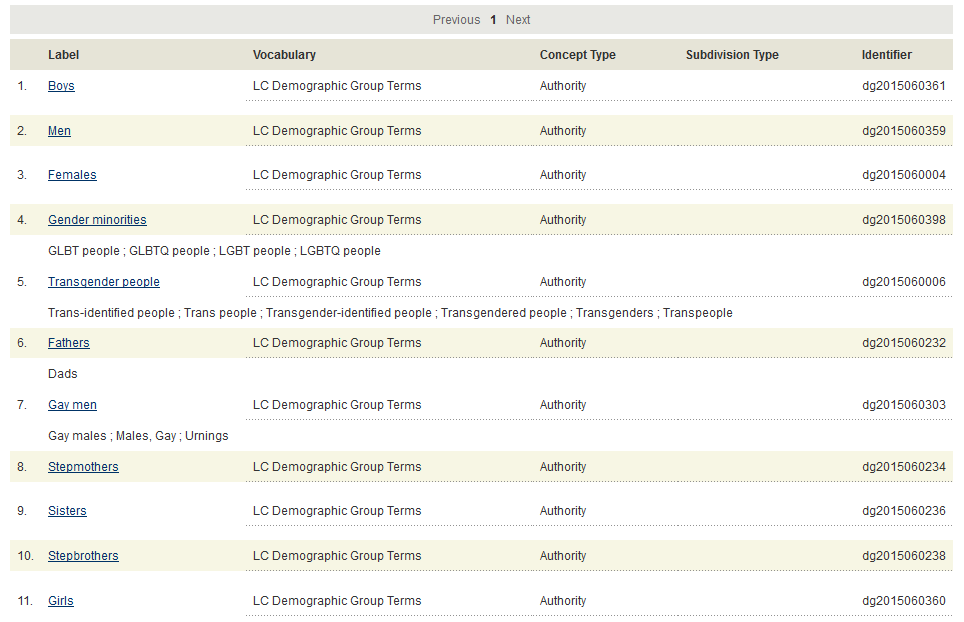 Previous 1 Next
Label Vocabulary Concept Type Subdivision Type Identifier
1. Boys LC Demographic Group Terms Authority dg2015060361
2. Men LC Demographic Group Terms Authority dg2015060359
3. Females LC Demographic Group Terms Authority dg2015060004
4. Gender minorities LC Demographic Group Terms Authority dg2015060398
GLBT people ; GLBTQ people ; LGBT people ; LGBTQ people
5. Transgender people LC Demographic Group Terms Authority dg2015060006
Trans-identified people ; Trans people ; Transgender-identified people ; Transgendered people ; Transgenders ; Transpeople
6. Fathers LC Demographic Group Terms Authority dg2015060232
Dads
7. Gay men LC Demographic Group Terms Authority dg2015060303
Gay males ; Males, Gay ; Urnings
8. Stepmothers LC Demographic Group Terms Authority dg2015060234
9. Sisters LC Demographic Group Terms Authority dg2015060236
10. Stepbrothers LC Demographic Group Terms Authority dg2015060238
11. Girls LC Demographic Group Terms Authority dg2015060360